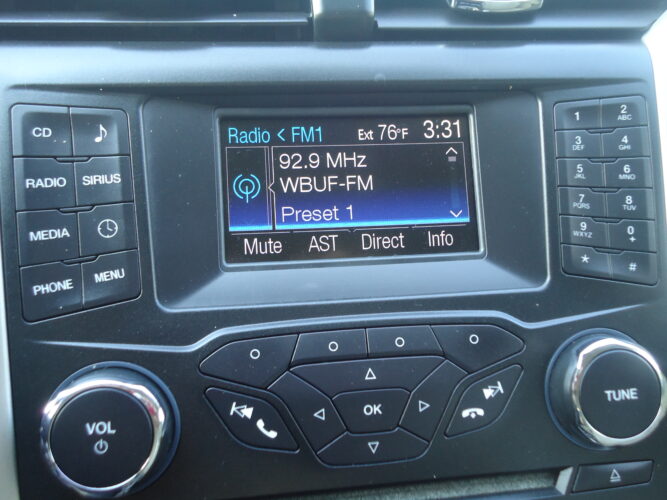 CD
RADIO SIRIUS
MEDIA
PHONE MENU
Radio < FM1 Ext 76°F 3:31
92.9 MHz
WBUF-FM
Preset 1
Mute AST Direct Info
1 2 ABC
3 DEF 4 GHI
5 JKL 6 MNO
7 PQRS 8 TUV
9 WXYZ 0 +
* #
OK
VOL
TUNE